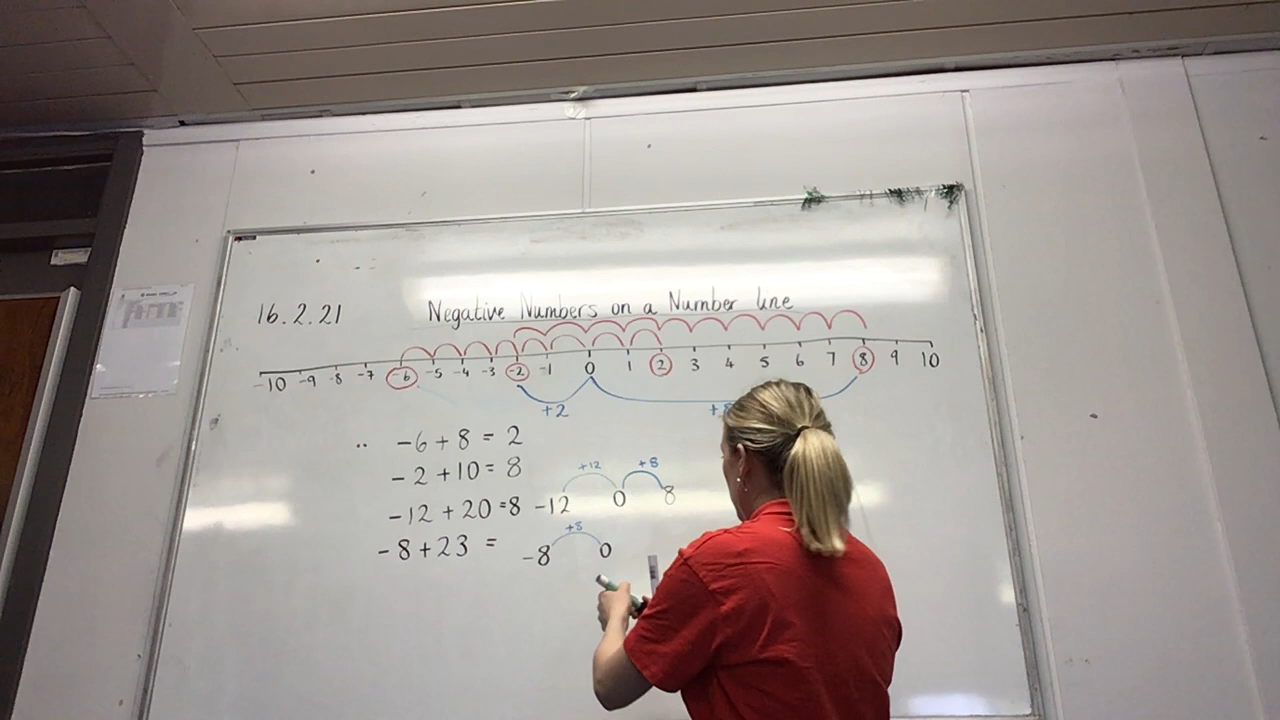 16.2.21 Negative Numbers on a Number line
-10 -9 -8 -7 -6 -5 -4 -3 -2 -1 0 1 2 3 4 5 6 7 8 9 10
+2
-6 + 8 = 2
-2 + 10 = 8
+12 +8
-12 + 20 = 8 -12 0 8
+8
-8 + 23 = -8 0